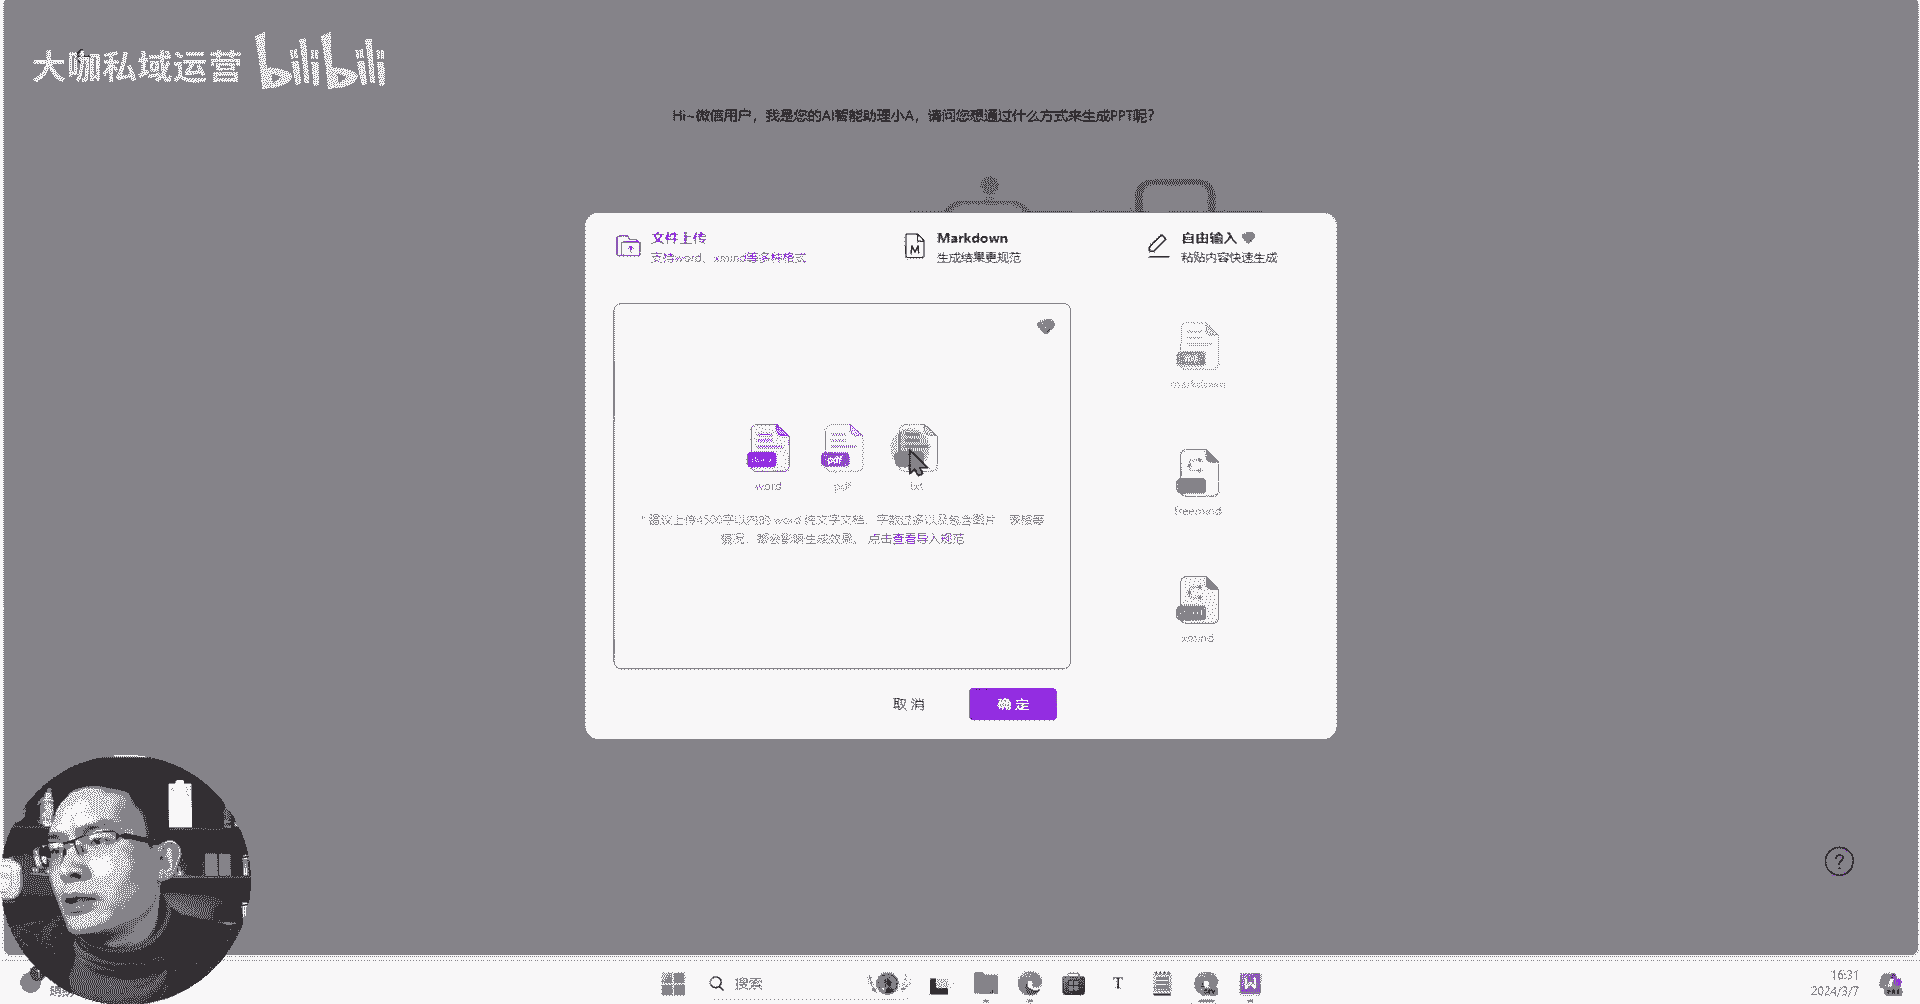 大咖私域运营 bilibili
Hi~微信用户，我是您的AI智能助理小A，请问您想通过什么方式来生成PPT呢？
文件上传
支持word、xmind等多种格式
Markdown
生成结果更规范
自由输入
粘贴内容快速生成
markdown
pdf
word
pdf
txt
freemind
* 建议上传4500字以内的 word 纯文字文档，字数过多以及包含图片、表格等
情况，都会影响生成效果。 点击查看导入规范
xmind
取消
确定
搜索
16:31
2024/3/7